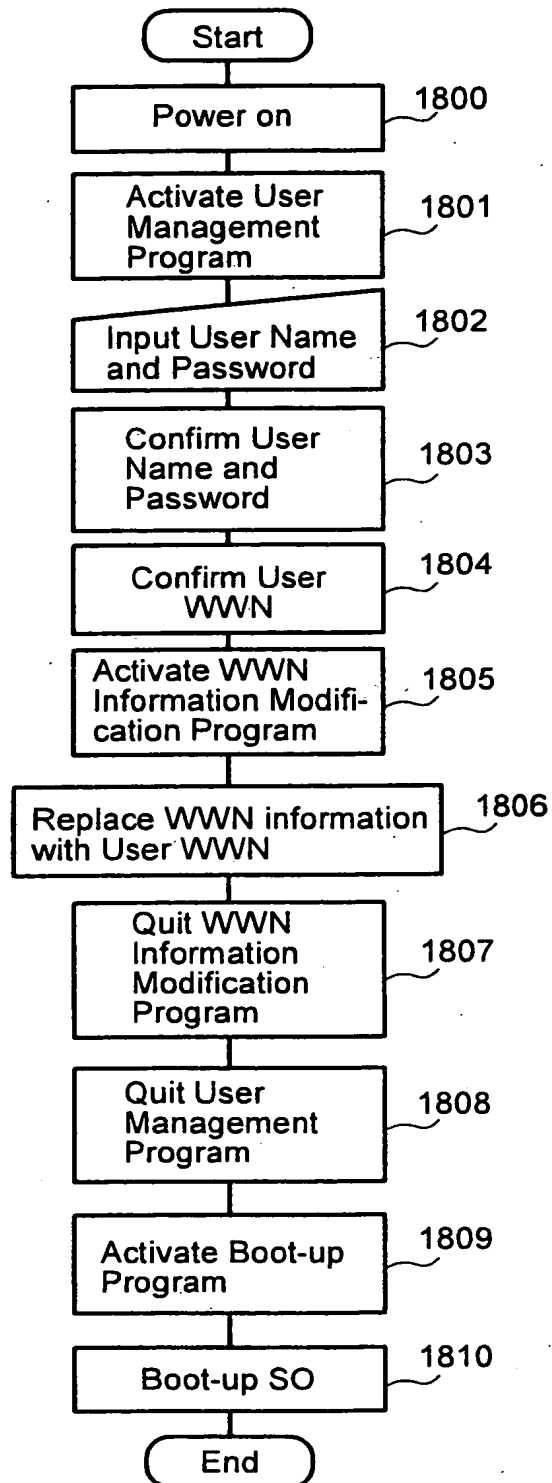 Start
Power on
1800
Activate User
Management
Program
1801
Input User Name
and Password
1802
Confirm User
Name and
Password
1803
Confirm User
WWN
1804
Activate WWN
Information Modifi-
cation Program
1805
Replace WWN information
with User WWN
1806
Quit WWN
Information
Modification
Program
1807
Quit User
Management
Program
1808
Activate Boot-up
Program
1809
Boot-up SO
1810
End